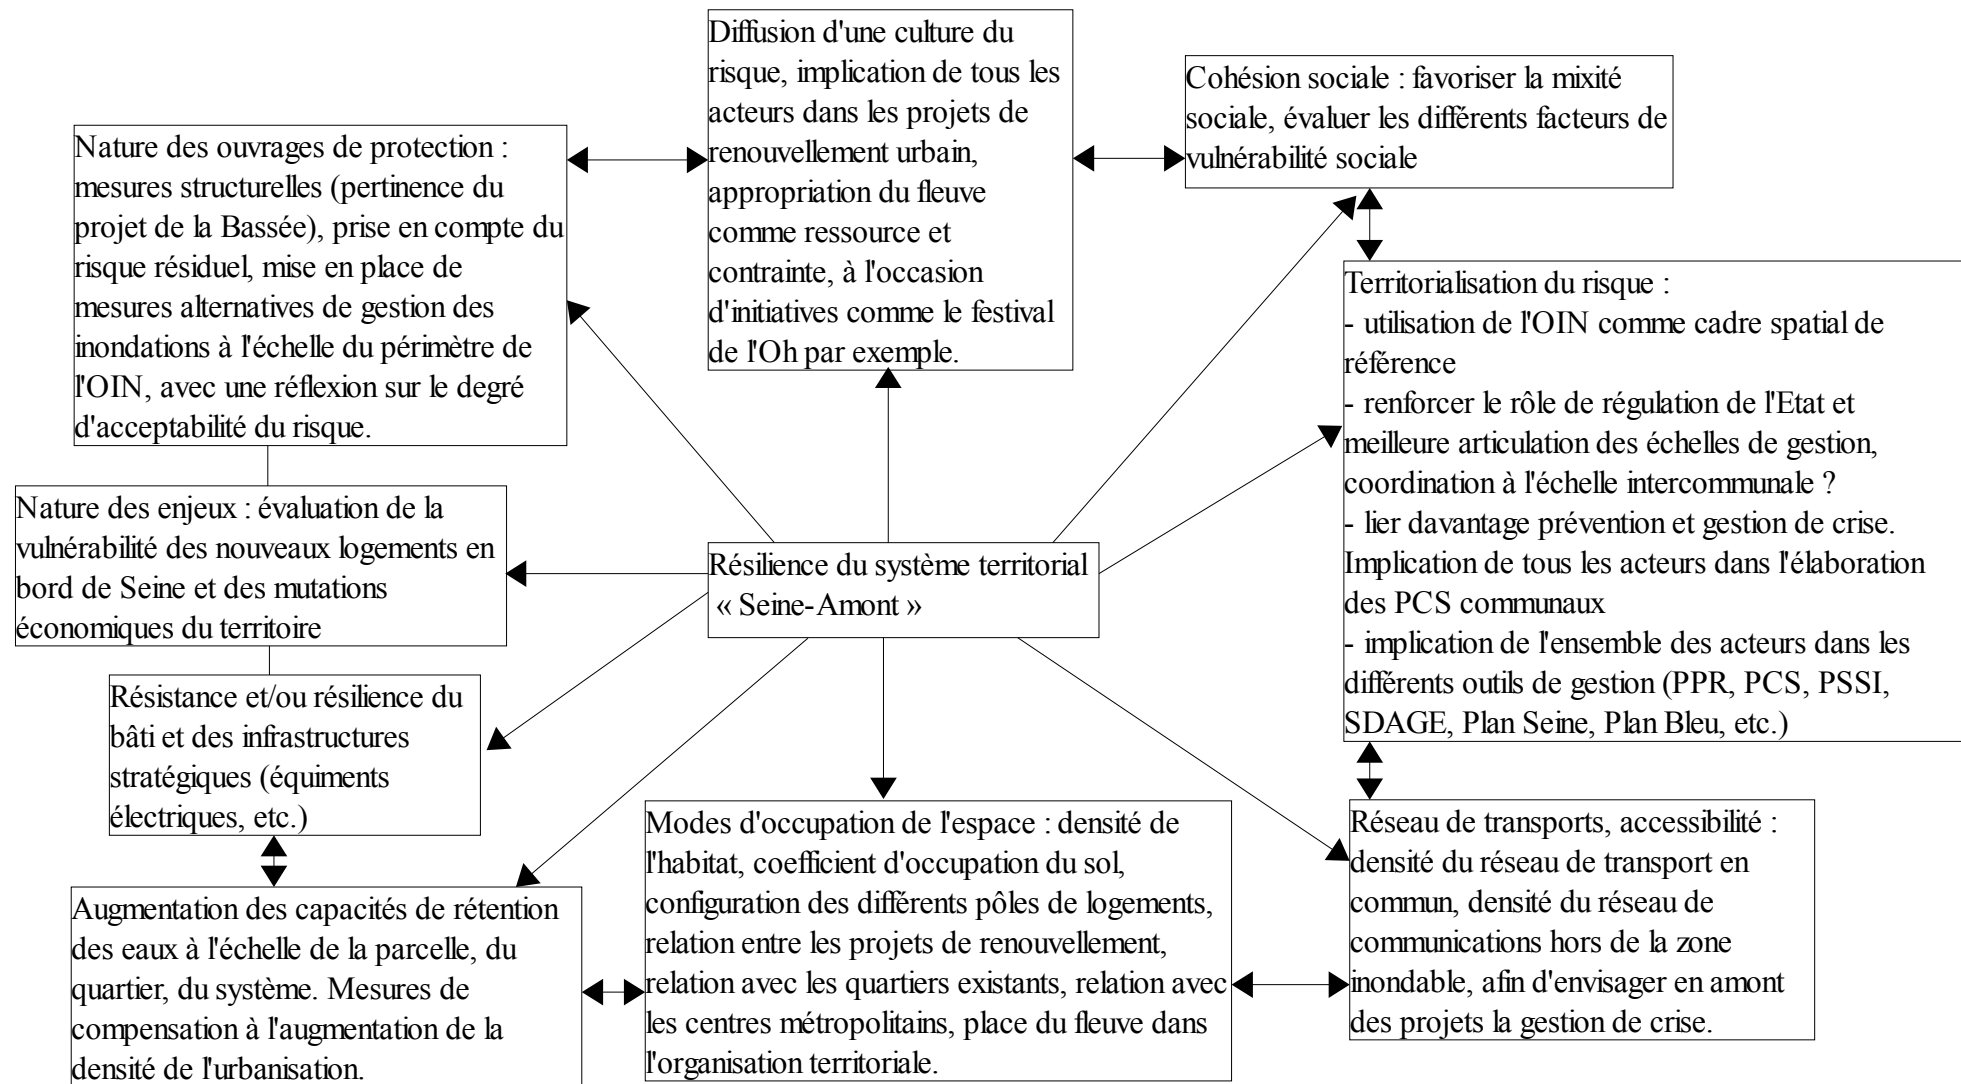 Diffusion d'une culture du
risque, implication de tous les
acteurs dans les projets de
renouvellement urbain,
appropriation du fleuve
comme ressource et
contrainte, à l'occasion
d'initiatives comme le festival
de l'Oh par exemple.
Cohésion sociale : favoriser la mixité
sociale, évaluer les différents facteurs de
vulnérabilité sociale
Nature des ouvrages de protection :
mesures structurelles (pertinence du
projet de la Bassée), prise en compte du
risque résiduel, mise en place de
mesures alternatives de gestion des
inondations à l'échelle du périmètre de
l'OIN, avec une réflexion sur le degré
d'acceptabilité du risque.
Territorialisation du risque :
- utilisation de l'OIN comme cadre spatial de
référence
- renforcer le rôle de régulation de l'Etat et
meilleure articulation des échelles de gestion,
coordination à l'échelle intercommunale ?
- lier davantage prévention et gestion de crise.
Implication de tous les acteurs dans l'élaboration
des PCS communaux
- implication de l'ensemble des acteurs dans les
différents outils de gestion (PPR, PCS, PSSI,
SDAGE, Plan Seine, Plan Bleu, etc.)
Nature des enjeux : évaluation de la
vulnérabilité des nouveaux logements en
bord de Seine et des mutations
économiques du territoire
Résilience du système territorial
« Seine-Amont »
Résistance et/ou résilience du
bâti et des infrastructures
stratégiques (équiments
électriques, etc.)
Modes d'occupation de l'espace : densité de
l'habitat, coefficient d'occupation du sol,
configuration des différents pôles de logements,
relation entre les projets de renouvellement,
relation avec les quartiers existants, relation avec
les centres métropolitains, place du fleuve dans
l'organisation territoriale.
Réseau de transports, accessibilité :
densité du réseau de transport en
commun, densité du réseau de
communications hors de la zone
inondable, afin d'envisager en amont
des projets la gestion de crise.
Augmentation des capacités de rétention
des eaux à l'échelle de la parcelle, du
quartier, du système. Mesures de
compensation à l'augmentation de la
densité de l'urbanisation.